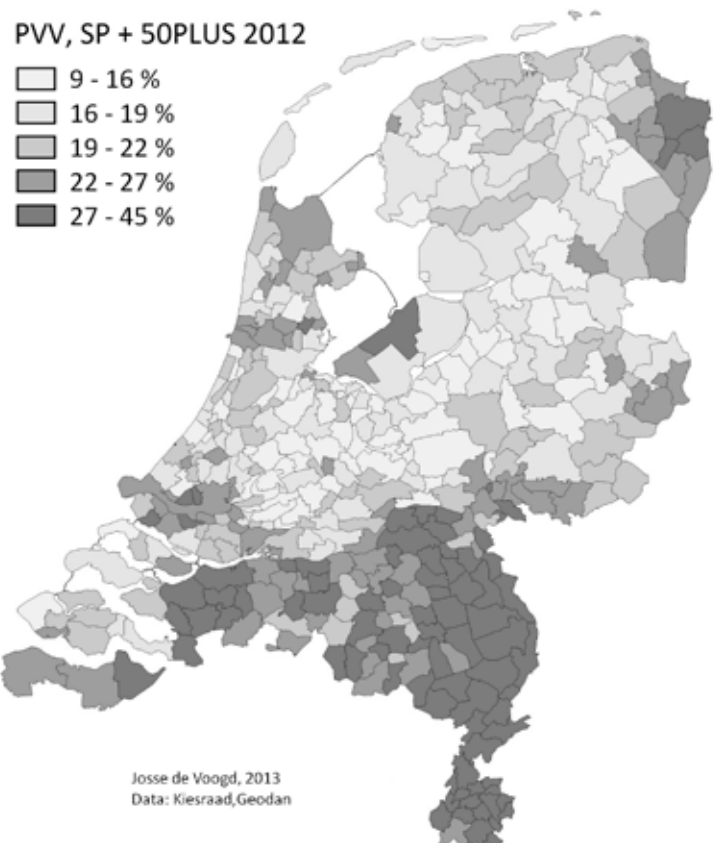 PVV, SP + 50PLUS 2012
9 - 16 %
16 - 19 %
19 - 22 %
22 - 27 %
27 - 45 %
Josse de Voogd, 2013
Data: Kiesraad,Geodan